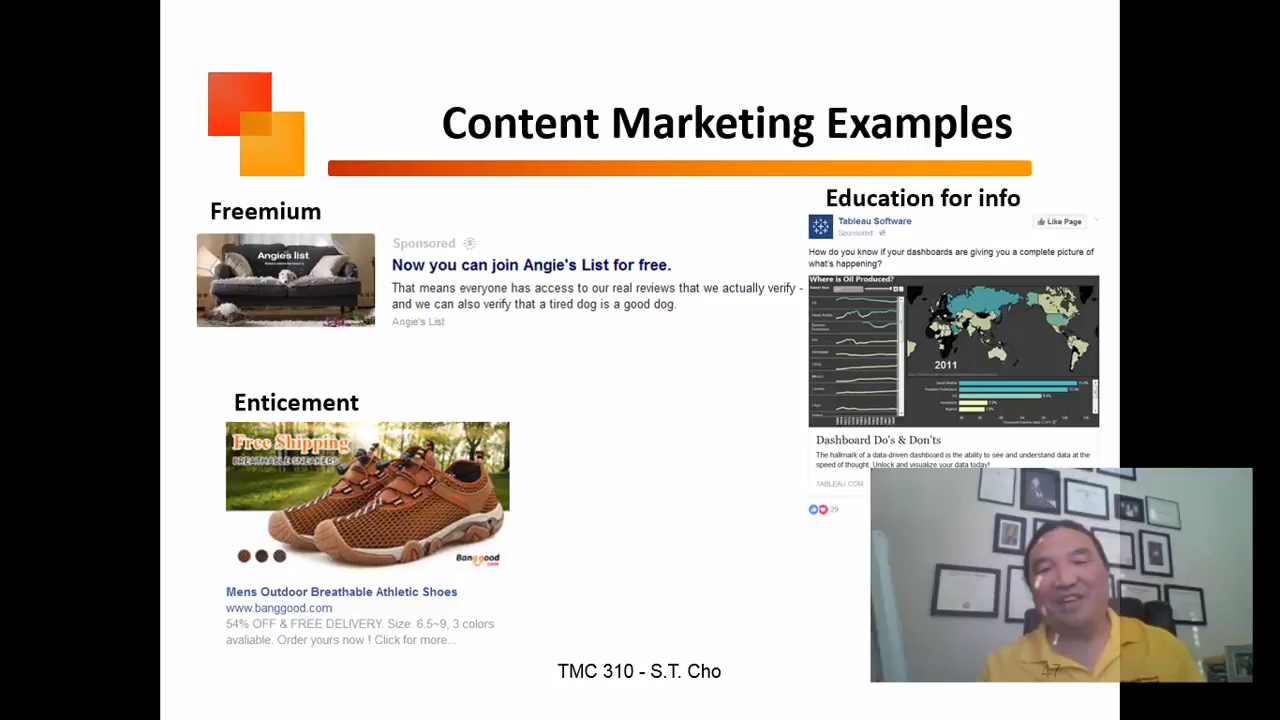 Content Marketing Examples
Freemium
Angie's list
Sponsored
Now you can join Angie's List for free.
That means everyone has access to our real reviews that we actually verify -
and we can also verify that a tired dog is a good dog.
Angie's List
Education for info
Tableau Software
Sponsored
Like Page
How do you know if your dashboards are giving you a complete picture of
what's happening?
Where is Oil Produced?
2011
Dashboard Do's & Don'ts
The hallmark of a data-driven dashboard is the ability to see and understand data at the
speed of thought. Unlock and visualize your data today!
TABLEAU.COM
29
Enticement
Free Shipping
BREATHABLE SNEAKERS
Banggood
.com
Mens Outdoor Breathable Athletic Shoes
www.banggood.com
54% OFF & FREE DELIVERY. Size: 6.5~9, 3 colors
avaliable. Order yours now ! Click for more...
TMC 310 - S.T. Cho
47